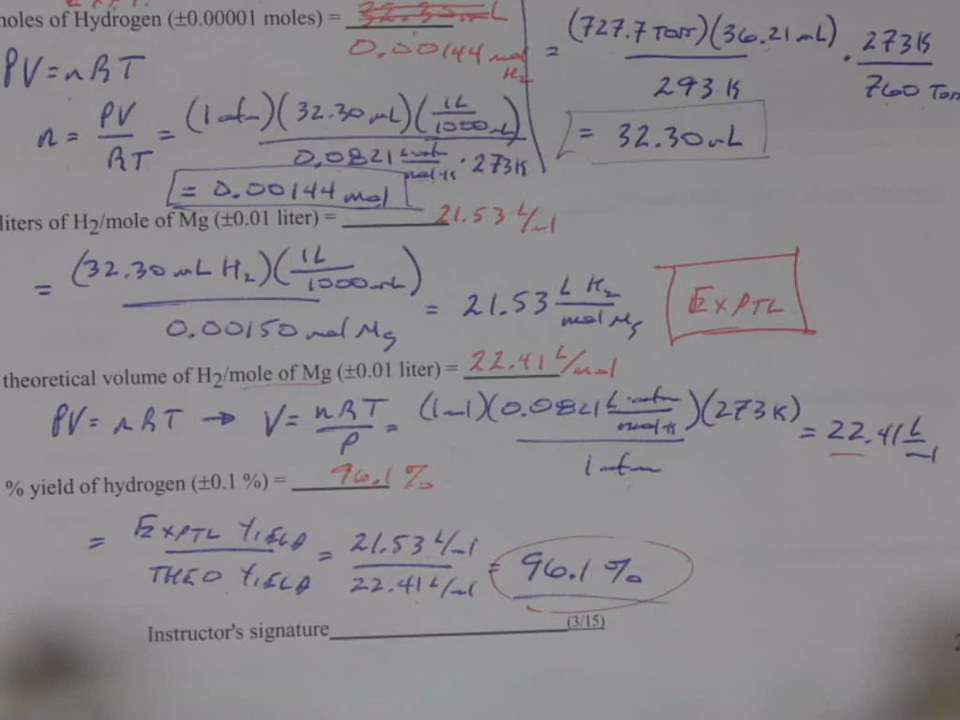 moles of Hydrogen (±0.00001 moles) = 32.30 mL
0.00144 mol H₂
= (727.7 Torr)(36.21 mL) / 293 K · 273 K / 760 Torr
= 32.30 mL
PV = nRT
n = PV / RT = (1 atm)(32.30 mL)(1L / 1000 mL) / 0.0821 L·atm / mol·K · 273K
= 0.00144 mol
liters of H₂/mole of Mg (±0.01 liter) = 21.53 L/mol
= (32.30 mL H₂)(1L / 1000 mL) / 0.00150 mol Mg = 21.53 L H₂ / mol Mg
EXPTL
theoretical volume of H₂/mole of Mg (±0.01 liter) = 22.41 L/mol
PV = nRT → V = nRT / P = (1 mol)(0.0821 L·atm / mol·K)(273 K) / 1 atm = 22.41 L / mol
% yield of hydrogen (±0.1 %) = 96.1 %
= EXPTL YIELD / THEO YIELD = 21.53 L/mol / 22.41 L/mol = 96.1 %
Instructor's signature (3/15)